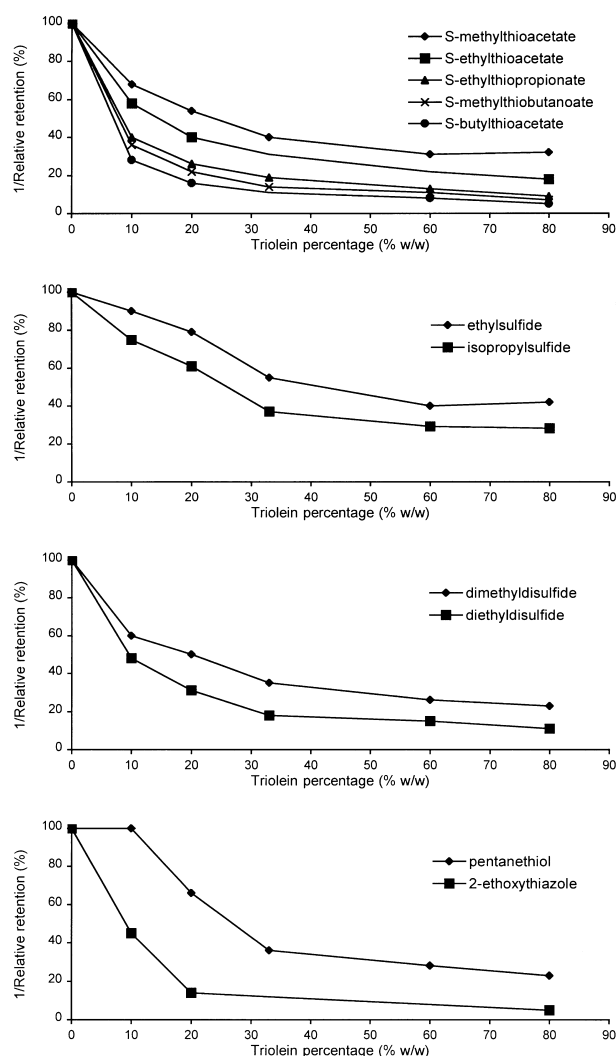 1/Relative retention (%)
100
80
60
40
20
0
0 10 20 30 40 50 60 70 80 90
Triolein percentage (% w/w)
S-methylthioacetate
S-ethylthioacetate
S-ethylthiopropionate
S-methylthiobutanoate
S-butylthioacetate
1/Relative retention (%)
100
80
60
40
20
0
0 10 20 30 40 50 60 70 80 90
Triolein percentage (% w/w)
ethylsulfide
isopropylsulfide
1/Relative retention (%)
100
80
60
40
20
0
0 10 20 30 40 50 60 70 80 90
Triolein percentage (% w/w)
dimethyldisulfide
diethyldisulfide
1/Relative retention (%)
100
80
60
40
20
0
0 10 20 30 40 50 60 70 80 90
Triolein percentage (% w/w)
pentanethiol
2-ethoxythiazole